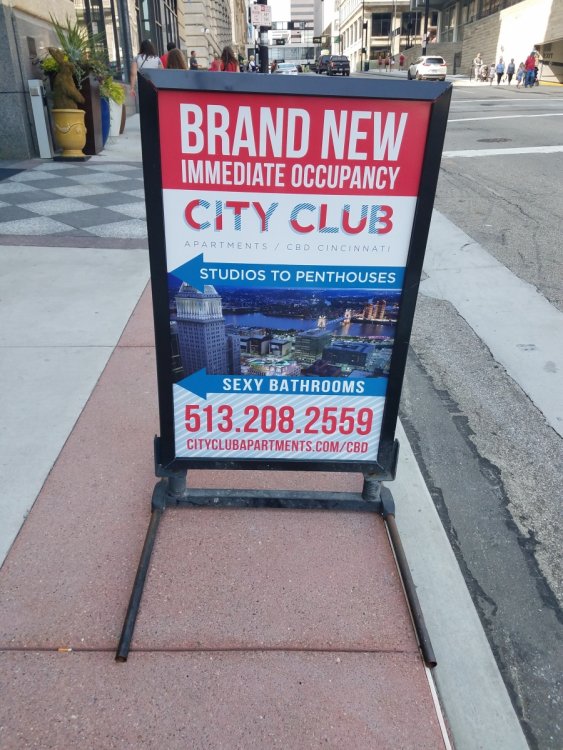 BRAND NEW
IMMEDIATE OCCUPANCY
CITY CLUB
APARTMENTS / CBD CINCINNATI
STUDIOS TO PENTHOUSES
SEXY BATHROOMS
513.208.2559
CITYCLUBAPARTMENTS.COM/CBD